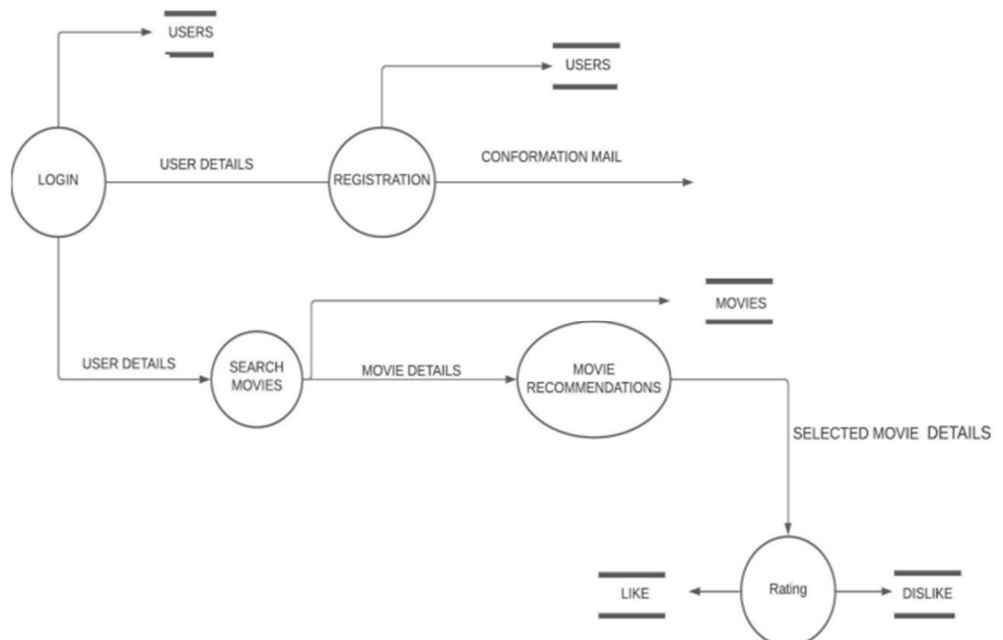 USERS
USERS
CONFORMATION MAIL
USER DETAILS
LOGIN
REGISTRATION
MOVIES
USER DETAILS
SEARCH
MOVIES
MOVIE DETAILS
MOVIE
RECOMMENDATIONS
SELECTED MOVIE DETAILS
LIKE
Rating
DISLIKE